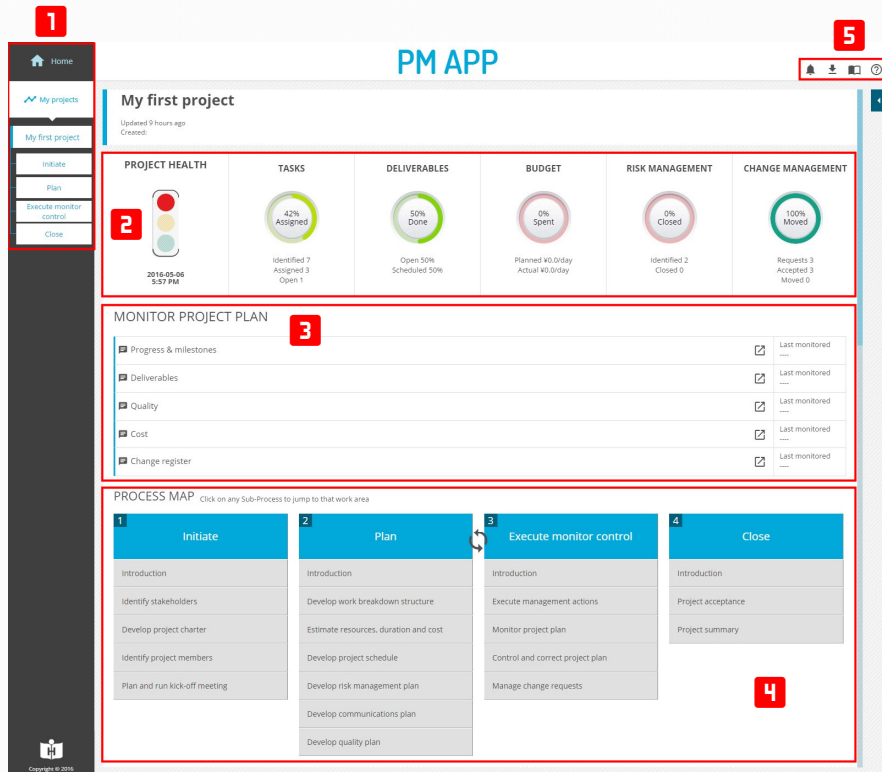 1
5
Home
PM APP
My projects
My first project
Updated 9 hours ago
Created:
My first project
Initiate
Plan
Execute monitor
control
Close
2
PROJECT HEALTH
2016-05-06
5:57 PM
TASKS
42%
Assigned
Identified 7
Assigned 3
Open 1
DELIVERABLES
50%
Done
Open 50%
Scheduled 50%
BUDGET
0%
Spent
Planned ¥0.0/day
Actual ¥0.0/day
RISK MANAGEMENT
0%
Closed
Identified 2
Closed 0
CHANGE MANAGEMENT
100%
Moved
Requests 3
Accepted 3
Moved 0
MONITOR PROJECT PLAN
3
Progress & milestones
Last monitored
----
Deliverables
Last monitored
----
Quality
Last monitored
----
Cost
Last monitored
----
Change register
Last monitored
----
PROCESS MAP Click on any Sub-Process to jump to that work area
1
Initiate
Introduction
Identify stakeholders
Develop project charter
Identify project members
Plan and run kick-off meeting
2
Plan
Introduction
Develop work breakdown structure
Estimate resources, duration and cost
Develop project schedule
Develop risk management plan
Develop communications plan
Develop quality plan
3
Execute monitor control
Introduction
Execute management actions
Monitor project plan
Control and correct project plan
Manage change requests
4
Close
Introduction
Project acceptance
Project summary
4
H
Copyright © 2016